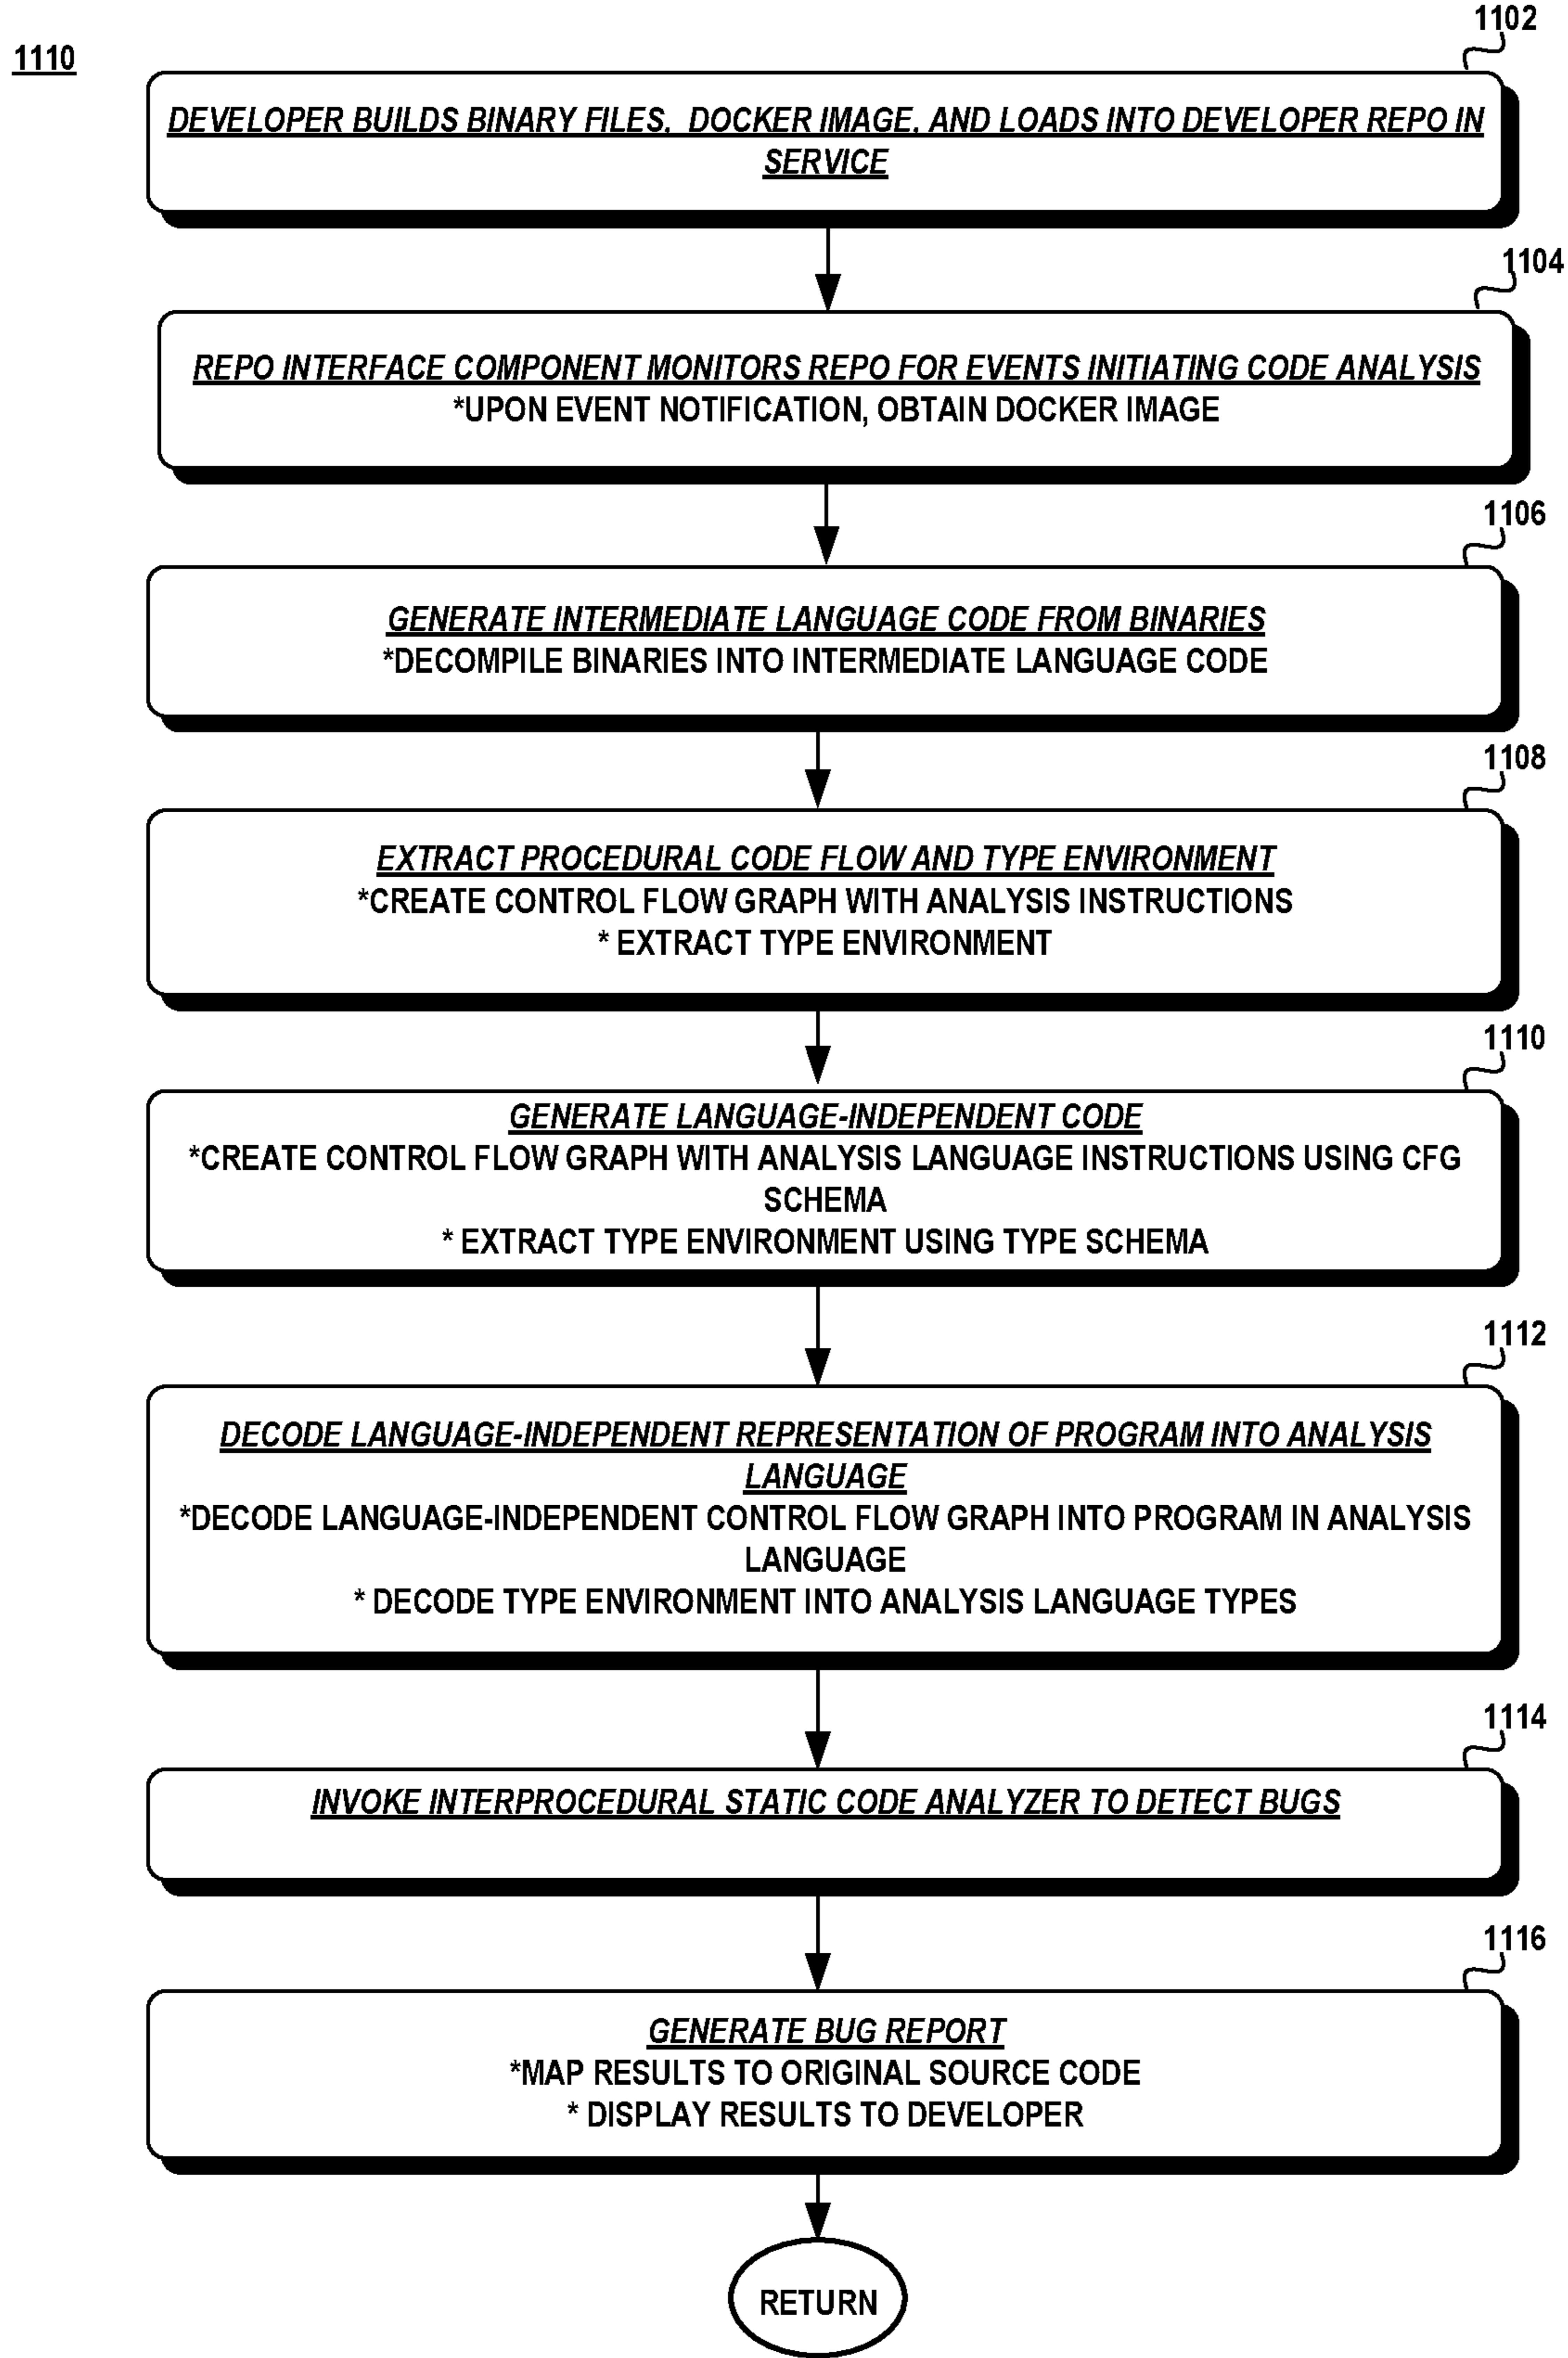 1110
1102
DEVELOPER BUILDS BINARY FILES, DOCKER IMAGE, AND LOADS INTO DEVELOPER REPO IN
SERVICE
1104
REPO INTERFACE COMPONENT MONITORS REPO FOR EVENTS INITIATING CODE ANALYSIS
*UPON EVENT NOTIFICATION, OBTAIN DOCKER IMAGE
1106
GENERATE INTERMEDIATE LANGUAGE CODE FROM BINARIES
*DECOMPILE BINARIES INTO INTERMEDIATE LANGUAGE CODE
1108
EXTRACT PROCEDURAL CODE FLOW AND TYPE ENVIRONMENT
*CREATE CONTROL FLOW GRAPH WITH ANALYSIS INSTRUCTIONS
* EXTRACT TYPE ENVIRONMENT
1110
GENERATE LANGUAGE-INDEPENDENT CODE
*CREATE CONTROL FLOW GRAPH WITH ANALYSIS LANGUAGE INSTRUCTIONS USING CFG
SCHEMA
* EXTRACT TYPE ENVIRONMENT USING TYPE SCHEMA
1112
DECODE LANGUAGE-INDEPENDENT REPRESENTATION OF PROGRAM INTO ANALYSIS
LANGUAGE
*DECODE LANGUAGE-INDEPENDENT CONTROL FLOW GRAPH INTO PROGRAM IN ANALYSIS
LANGUAGE
* DECODE TYPE ENVIRONMENT INTO ANALYSIS LANGUAGE TYPES
1114
INVOKE INTERPROCEDURAL STATIC CODE ANALYZER TO DETECT BUGS
1116
GENERATE BUG REPORT
*MAP RESULTS TO ORIGINAL SOURCE CODE
* DISPLAY RESULTS TO DEVELOPER
RETURN